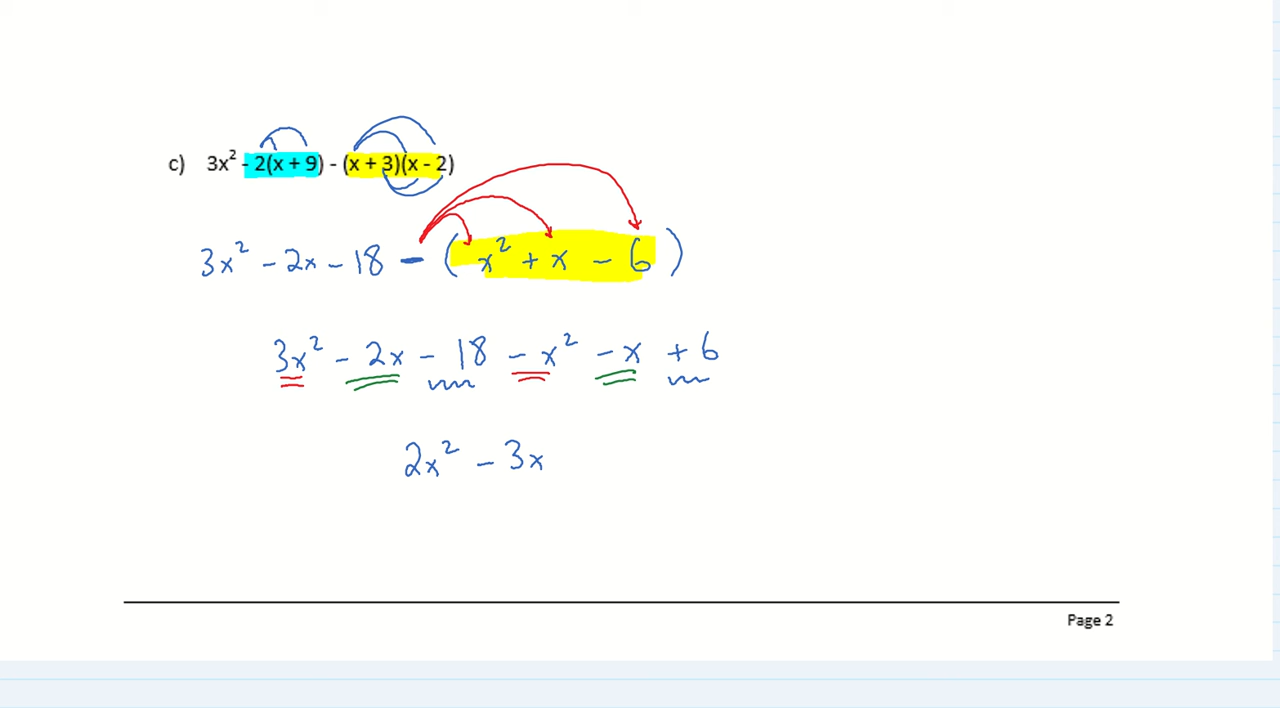 c) 3x² - 2(x + 9) - (x + 3)(x - 2)
3x² - 2x - 18 - (x² + x - 6)
3x² - 2x - 18 - x² - x + 6
2x² - 3x
Page 2